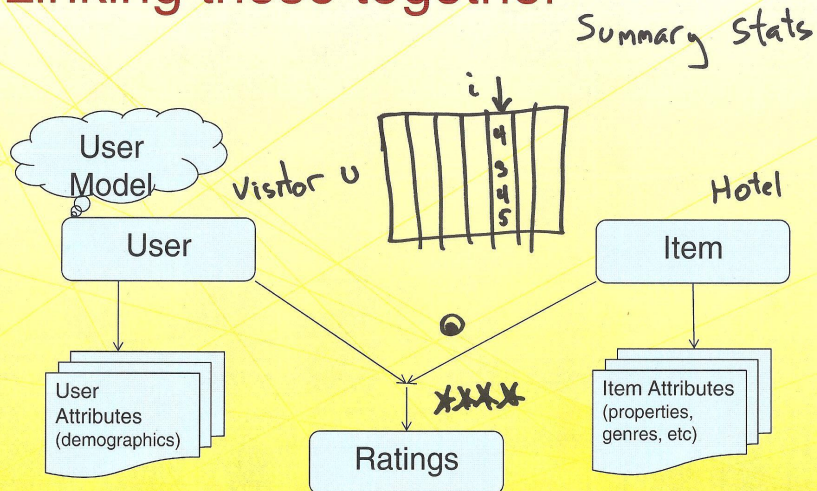 Linking these together
Summary Stats
i
4
3
4
5
User
Model
Visitor U
Hotel
User
Item
****
User
Attributes
(demographics)
Item Attributes
(properties,
genres, etc)
Ratings